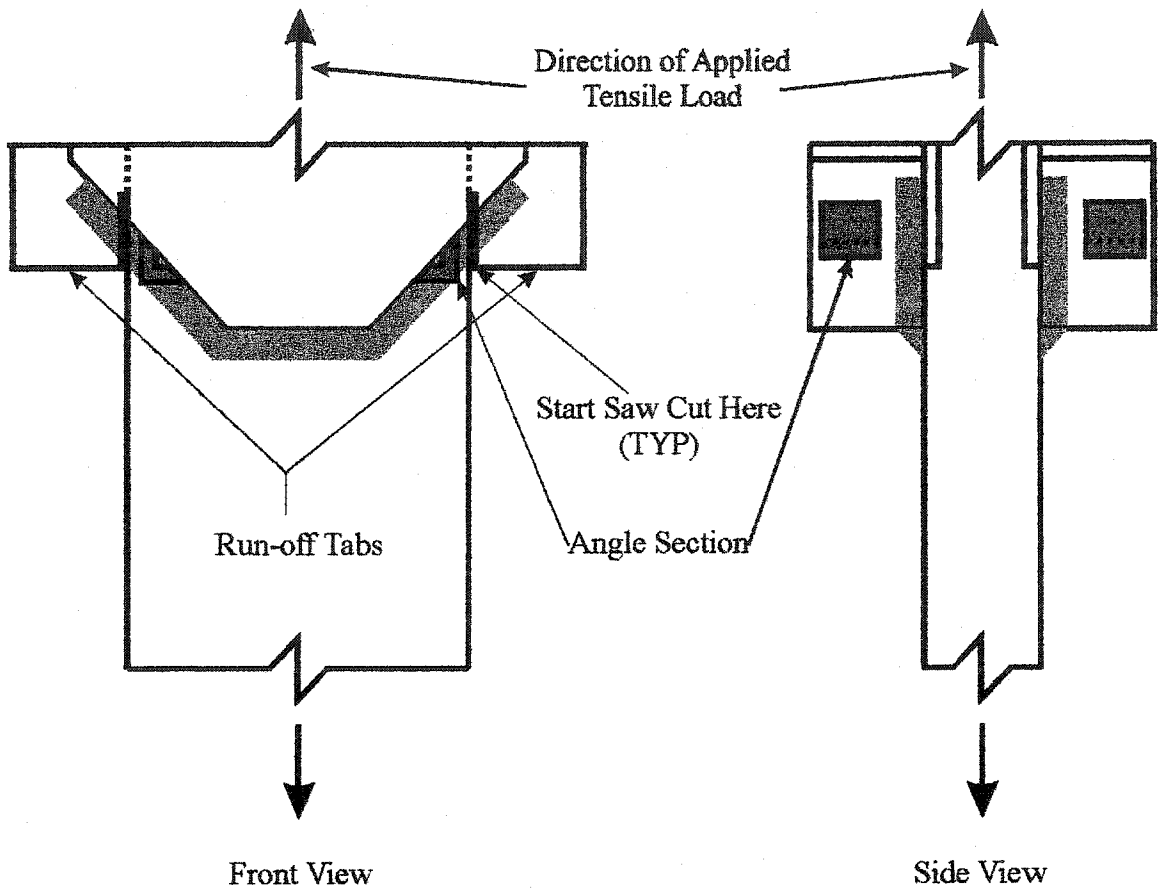 Direction of Applied
Tensile Load
Start Saw Cut Here
(TYP)
Run-off Tabs
Angle Section
Front View
Side View